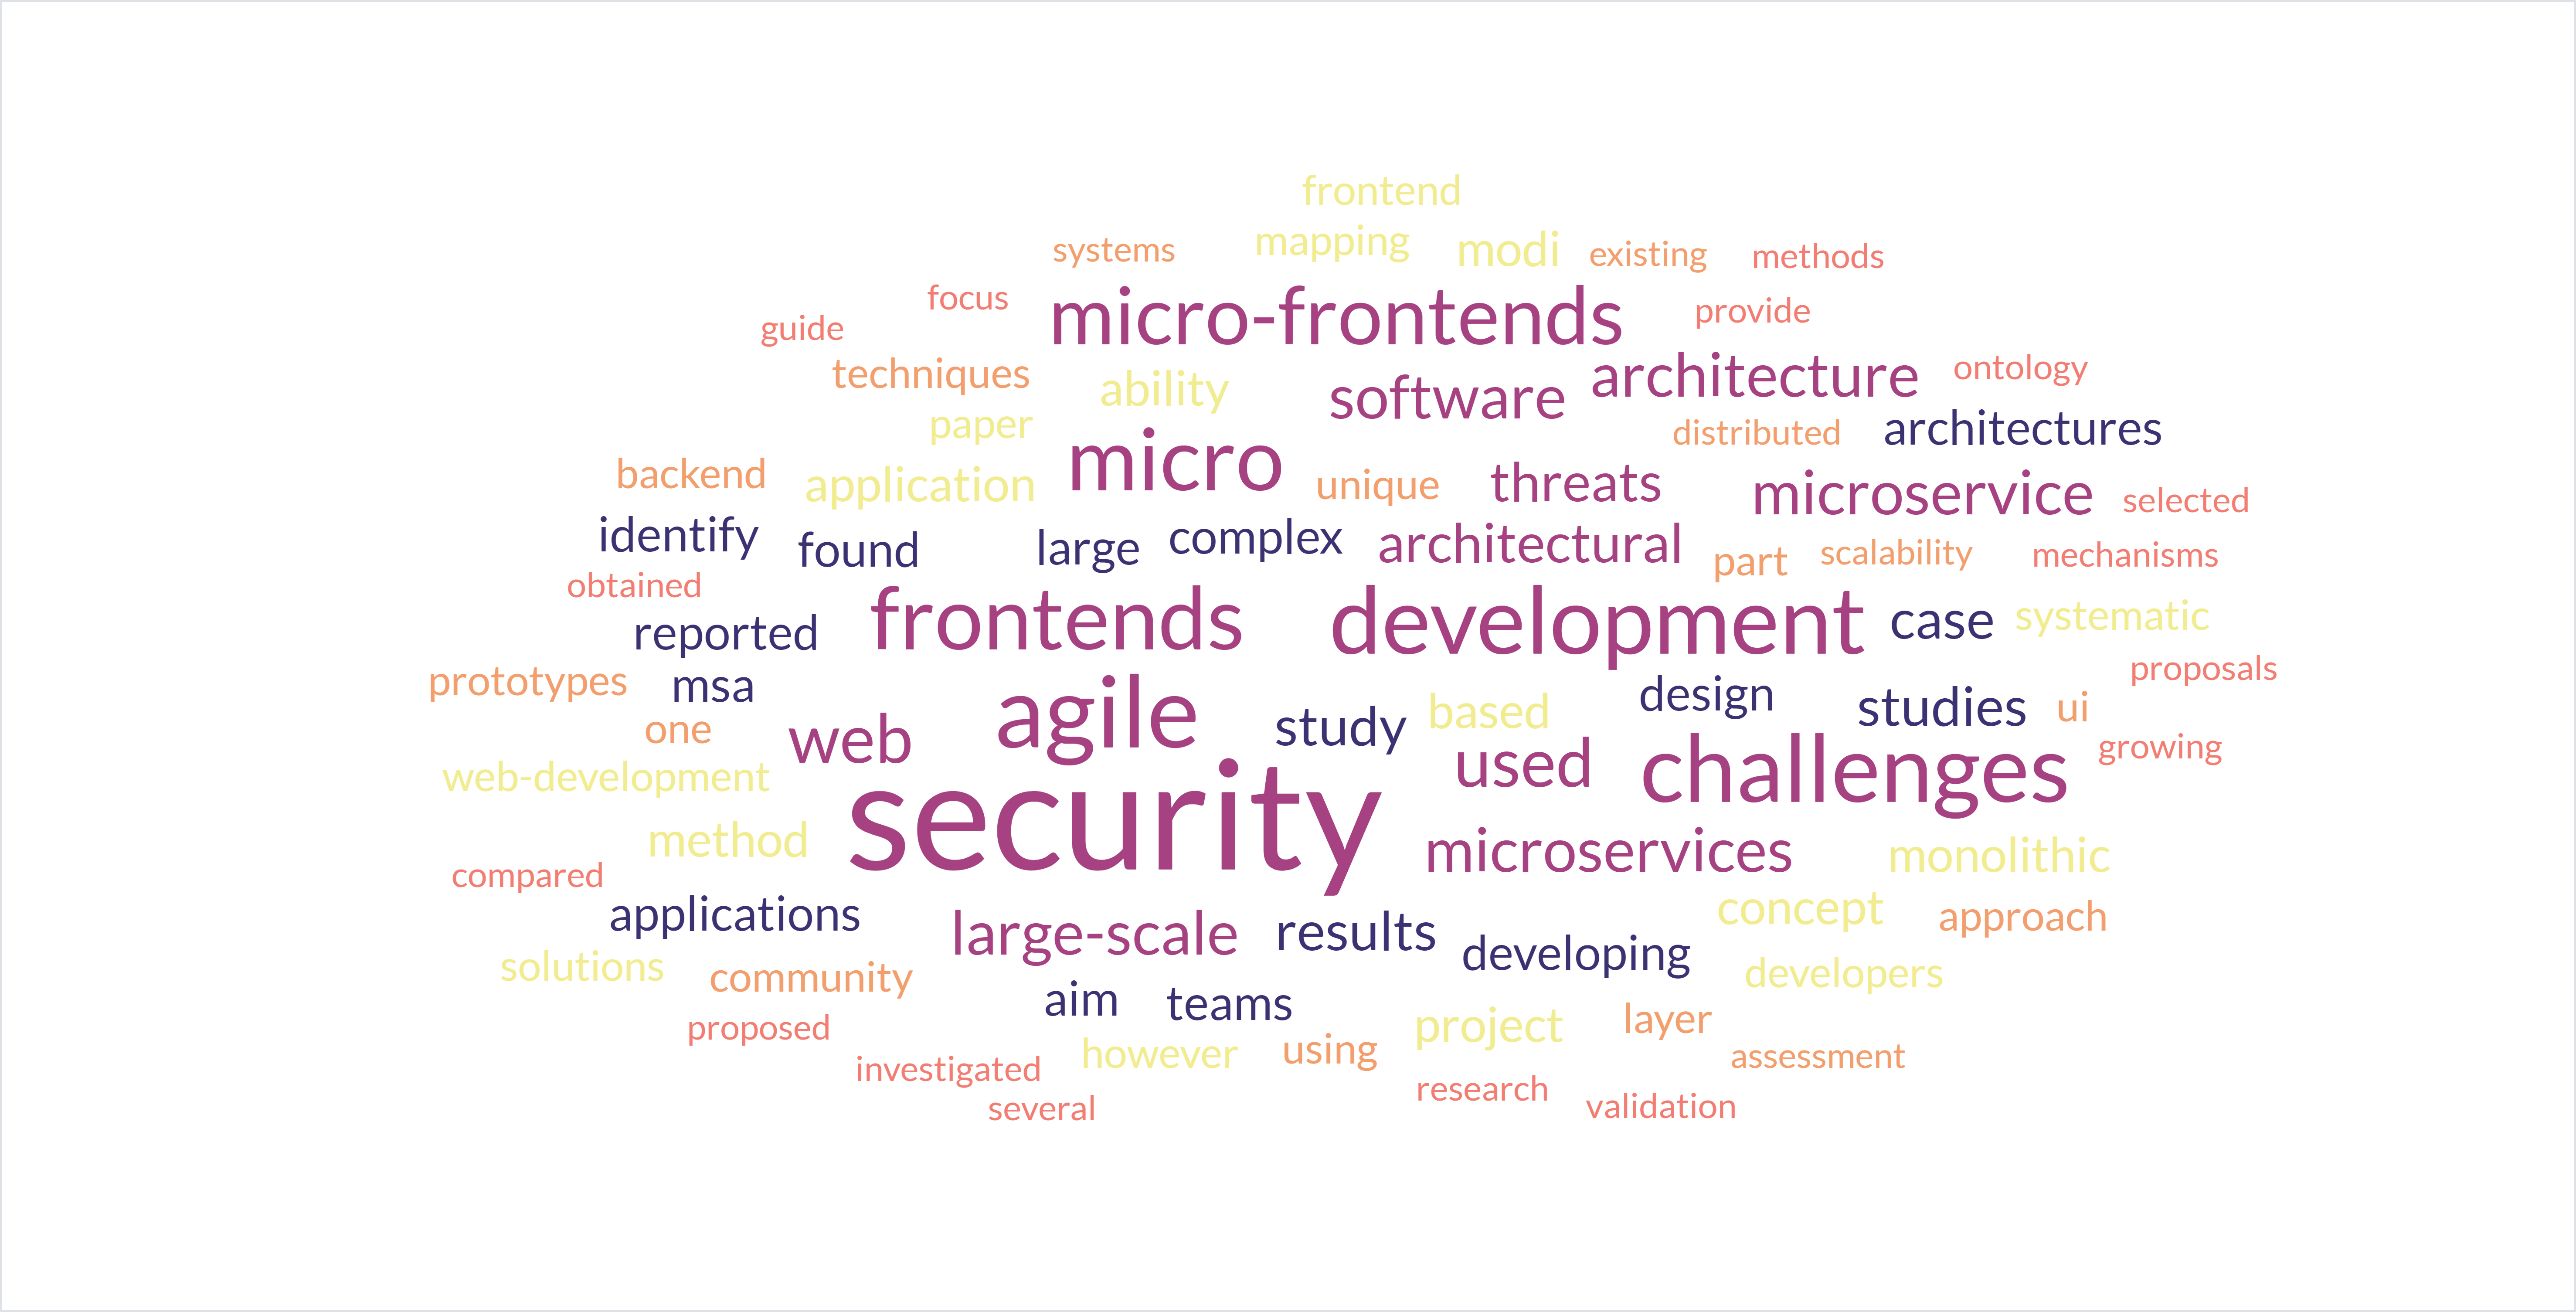 frontend
systems mapping modi existing methods
focus micro-frontends provide
guide
techniques ability software architecture ontology
paper micro distributed architectures
backend application unique threats microservice selected
identify found large complex architectural part scalability mechanisms
obtained frontends development case systematic
reported
prototypes msa agile based design studies ui proposals
one web study used challenges growing
web-development
method security microservices monolithic
compared
applications large-scale results developing concept approach
solutions community developers
proposed aim teams project layer
investigated however using assessment
several research validation